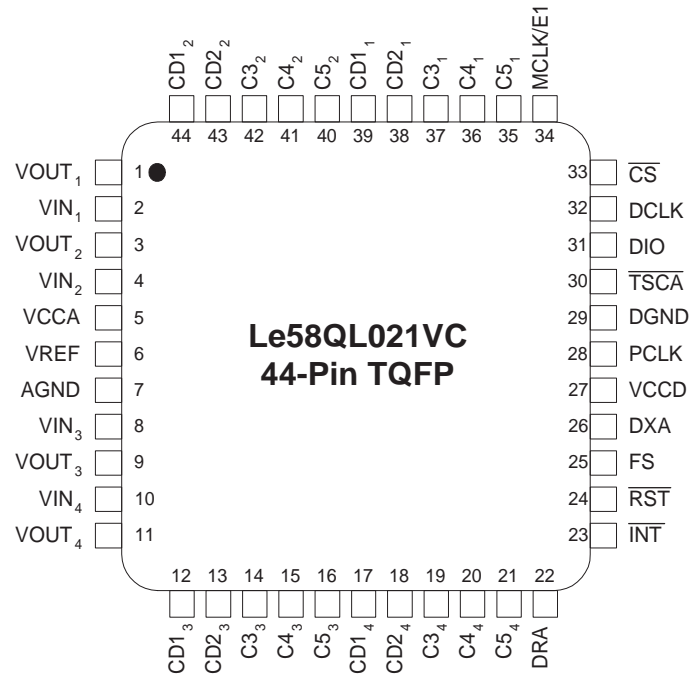 CD1₂ CD2₂ C3₂ C4₂ C5₂ CD1₁ CD2₁ C3₁ C4₁ C5₁ MCLK/E1
44 43 42 41 40 39 38 37 36 35 34
VOUT₁ 1 33 C̅S̅
VIN₁ 2 32 DCLK
VOUT₂ 3 31 DIO
VIN₂ 4 30 T̅S̅C̅A̅
VCCA 5 29 DGND
VREF 6 28 PCLK
AGND 7 27 VCCD
VIN₃ 8 26 DXA
VOUT₃ 9 25 FS
VIN₄ 10 24 R̅S̅T̅
VOUT₄ 11 23 I̅N̅T̅
Le58QL021VC
44-Pin TQFP
12 13 14 15 16 17 18 19 20 21 22
CD1₃ CD2₃ C3₃ C4₃ C5₃ CD1₄ CD2₄ C3₄ C4₄ C5₄ DRA